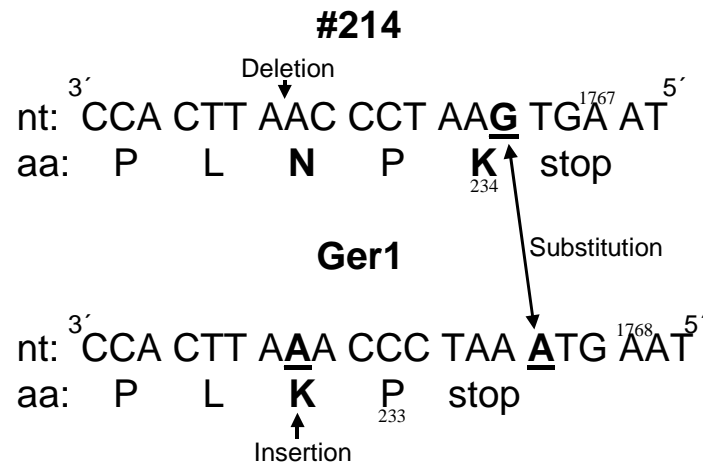 #214
Deletion
3´ 5´
nt: CCA CTT AAC CCT AAG TGA AT
1767
aa: P L N P K stop
234
Substitution
Ger1
3´ 5´
nt: CCA CTT AAA CCC TAA ATG AAT
1768
aa: P L K P stop
233
Insertion